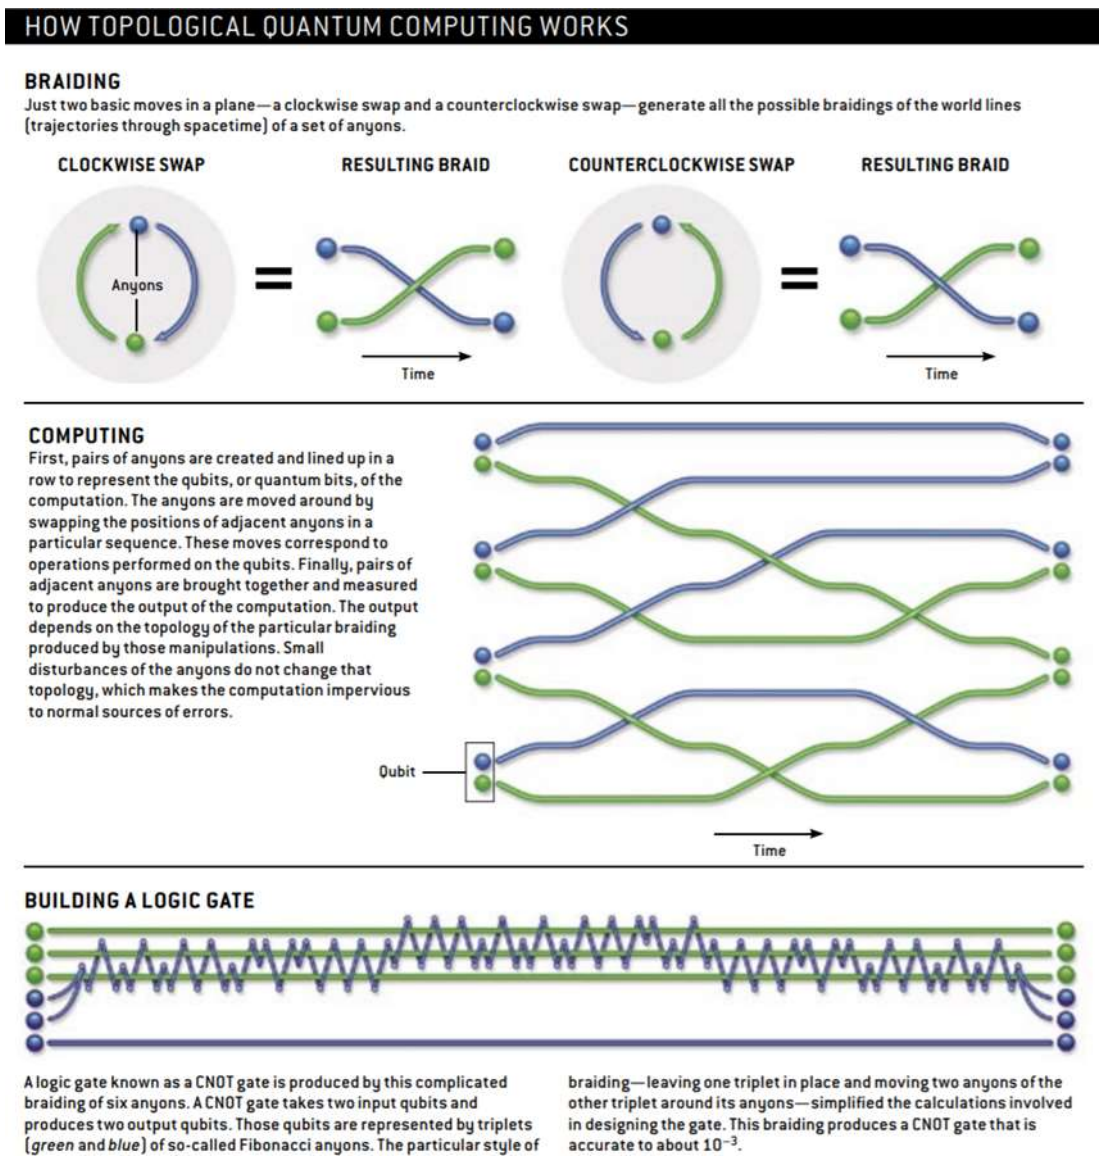 HOW TOPOLOGICAL QUANTUM COMPUTING WORKS
BRAIDING
Just two basic moves in a plane—a clockwise swap and a counterclockwise swap—generate all the possible braidings of the world lines
(trajectories through spacetime) of a set of anyons.
CLOCKWISE SWAP
RESULTING BRAID
COUNTERCLOCKWISE SWAP
RESULTING BRAID
Anyons
=
=
Time
Time
COMPUTING
First, pairs of anyons are created and lined up in a
row to represent the qubits, or quantum bits, of the
computation. The anyons are moved around by
swapping the positions of adjacent anyons in a
particular sequence. These moves correspond to
operations performed on the qubits. Finally, pairs of
adjacent anyons are brought together and measured
to produce the output of the computation. The output
depends on the topology of the particular braiding
produced by those manipulations. Small
disturbances of the anyons do not change that
topology, which makes the computation impervious
to normal sources of errors.
Qubit
Time
BUILDING A LOGIC GATE
A logic gate known as a CNOT gate is produced by this complicated
braiding of six anyons. A CNOT gate takes two input qubits and
produces two output qubits. Those qubits are represented by triplets
(green and blue) of so-called Fibonacci anyons. The particular style of
braiding—leaving one triplet in place and moving two anyons of the
other triplet around its anyons—simplified the calculations involved
in designing the gate. This braiding produces a CNOT gate that is
accurate to about 10⁻³.